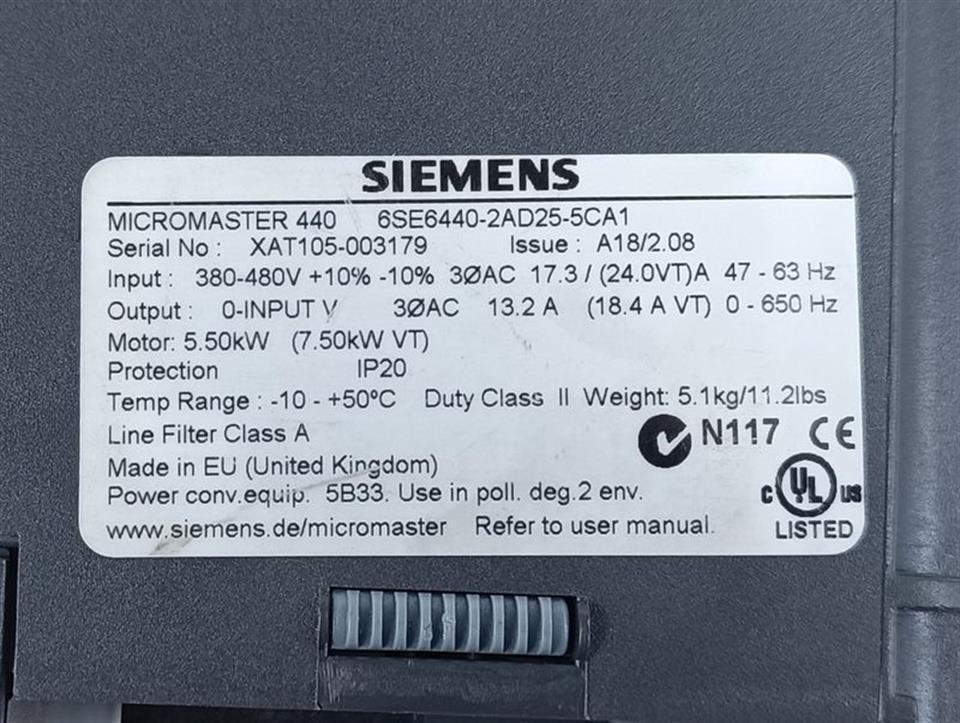 SIEMENS
MICROMASTER 440 6SE6440-2AD25-5CA1
Serial No : XAT105-003179 Issue : A18/2.08
Input : 380-480V +10% -10% 3ØAC 17.3 / (24.0VT)A 47 - 63 Hz
Output : 0-INPUT V 3ØAC 13.2 A (18.4 A VT) 0 - 650 Hz
Motor: 5.50kW (7.50kW VT)
Protection IP20
Temp Range : -10 - +50ºC Duty Class II Weight: 5.1kg/11.2lbs
Line Filter Class A N117 CE
Made in EU (United Kingdom)
Power conv.equip. 5B33. Use in poll. deg.2 env. C UL US
www.siemens.de/micromaster Refer to user manual. LISTED